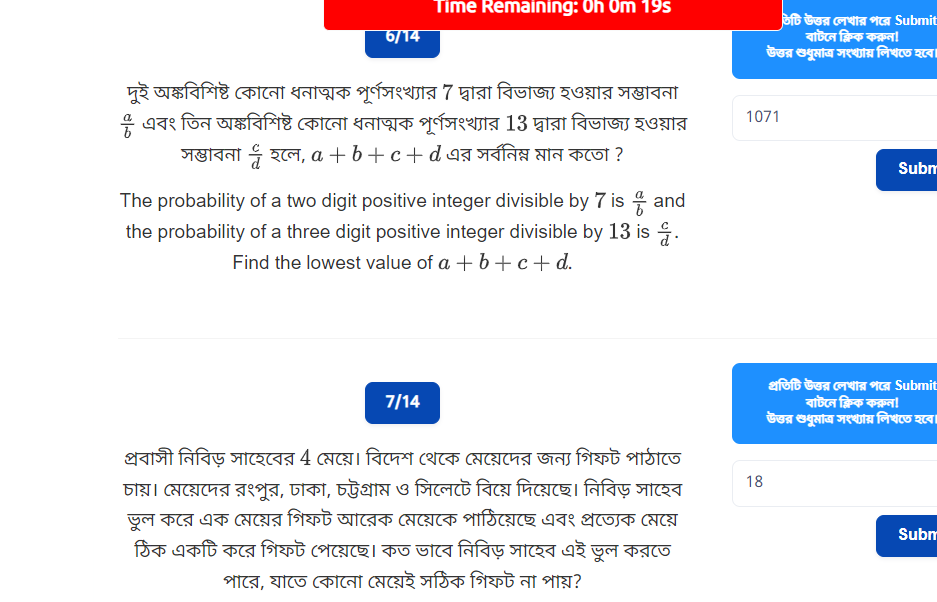 Time Remaining: 0h 0m 19s
6/14
দুই অঙ্কবিশিষ্ট কোনো ধনাত্মক পূর্ণসংখ্যার 7 দ্বারা বিভাজ্য হওয়ার সম্ভাবনা
a/b এবং তিন অঙ্কবিশিষ্ট কোনো ধনাত্মক পূর্ণসংখ্যার 13 দ্বারা বিভাজ্য হওয়ার
সম্ভাবনা c/d হলে, a + b + c + d এর সর্বনিম্ন মান কতো ?
The probability of a two digit positive integer divisible by 7 is a/b and
the probability of a three digit positive integer divisible by 13 is c/d.
Find the lowest value of a + b + c + d.
উত্তর লেখার পরে Submit
বাটনে ক্লিক করুন!
উত্তর শুধুমাত্র সংখ্যায় লিখতে হবে।
1071
Subm
7/14
প্রবাসী নিবিড় সাহেবের 4 মেয়ে। বিদেশ থেকে মেয়েদের জন্য গিফট পাঠাতে
চায়। মেয়েদের রংপুর, ঢাকা, চট্টগ্রাম ও সিলেটে বিয়ে দিয়েছে। নিবিড় সাহেব
ভুল করে এক মেয়ের গিফট আরেক মেয়েকে পাঠিয়েছে এবং প্রত্যেক মেয়ে
ঠিক একটি করে গিফট পেয়েছে। কত ভাবে নিবিড় সাহেব এই ভুল করতে
পারে, যাতে কোনো মেয়েই সঠিক গিফট না পায়?
প্রতিটি উত্তর লেখার পরে Submit
বাটনে ক্লিক করুন!
উত্তর শুধুমাত্র সংখ্যায় লিখতে হবে।
18
Subm